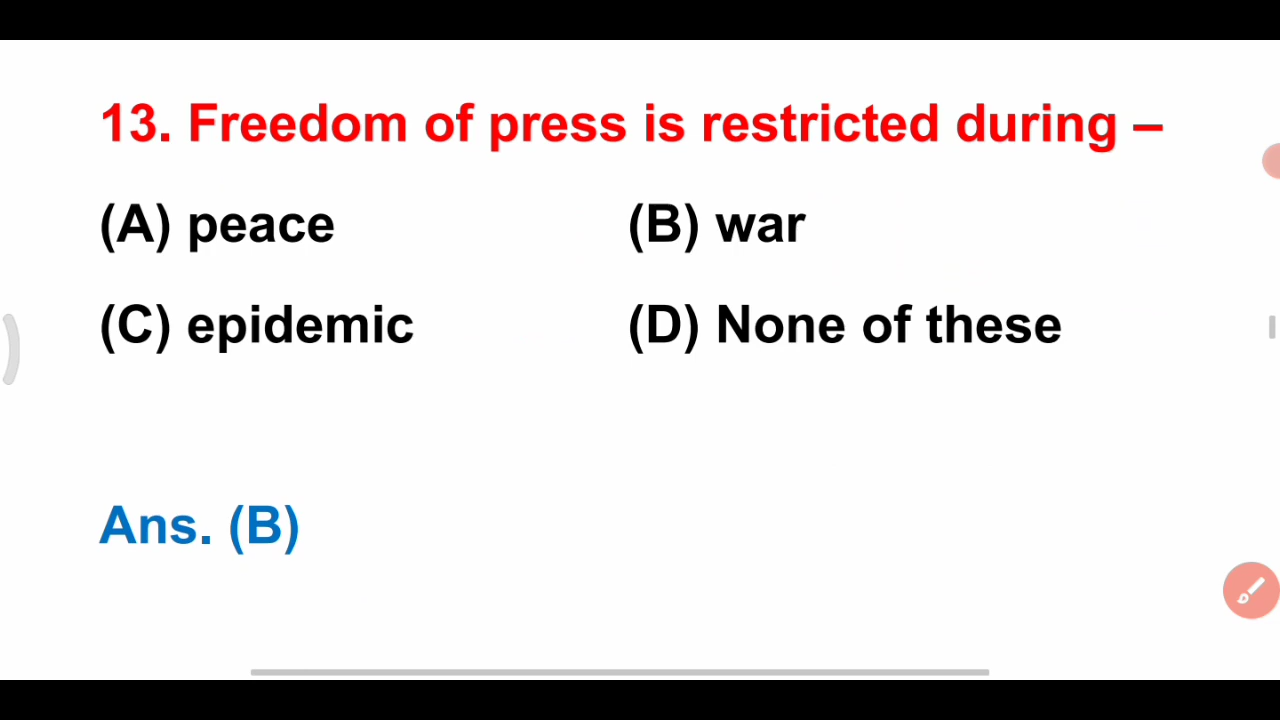 13. Freedom of press is restricted during –
(A) peace (B) war
(C) epidemic (D) None of these
Ans. (B)